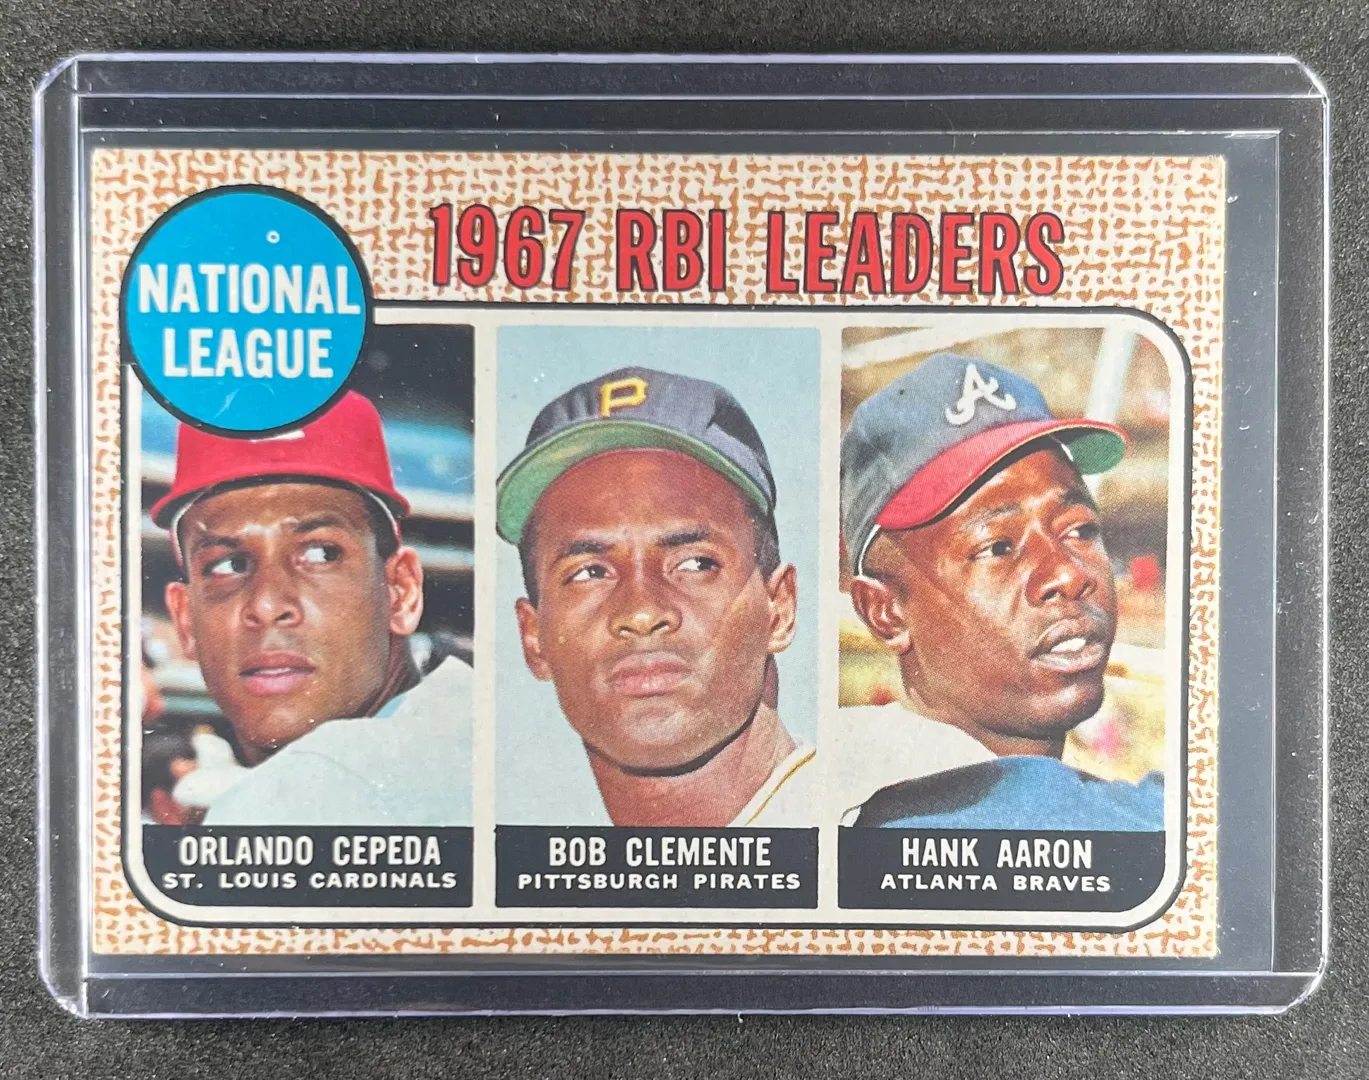 1967 RBI LEADERS
NATIONAL
LEAGUE
P
A
ORLANDO CEPEDA
ST. LOUIS CARDINALS
BOB CLEMENTE
PITTSBURGH PIRATES
HANK AARON
ATLANTA BRAVES